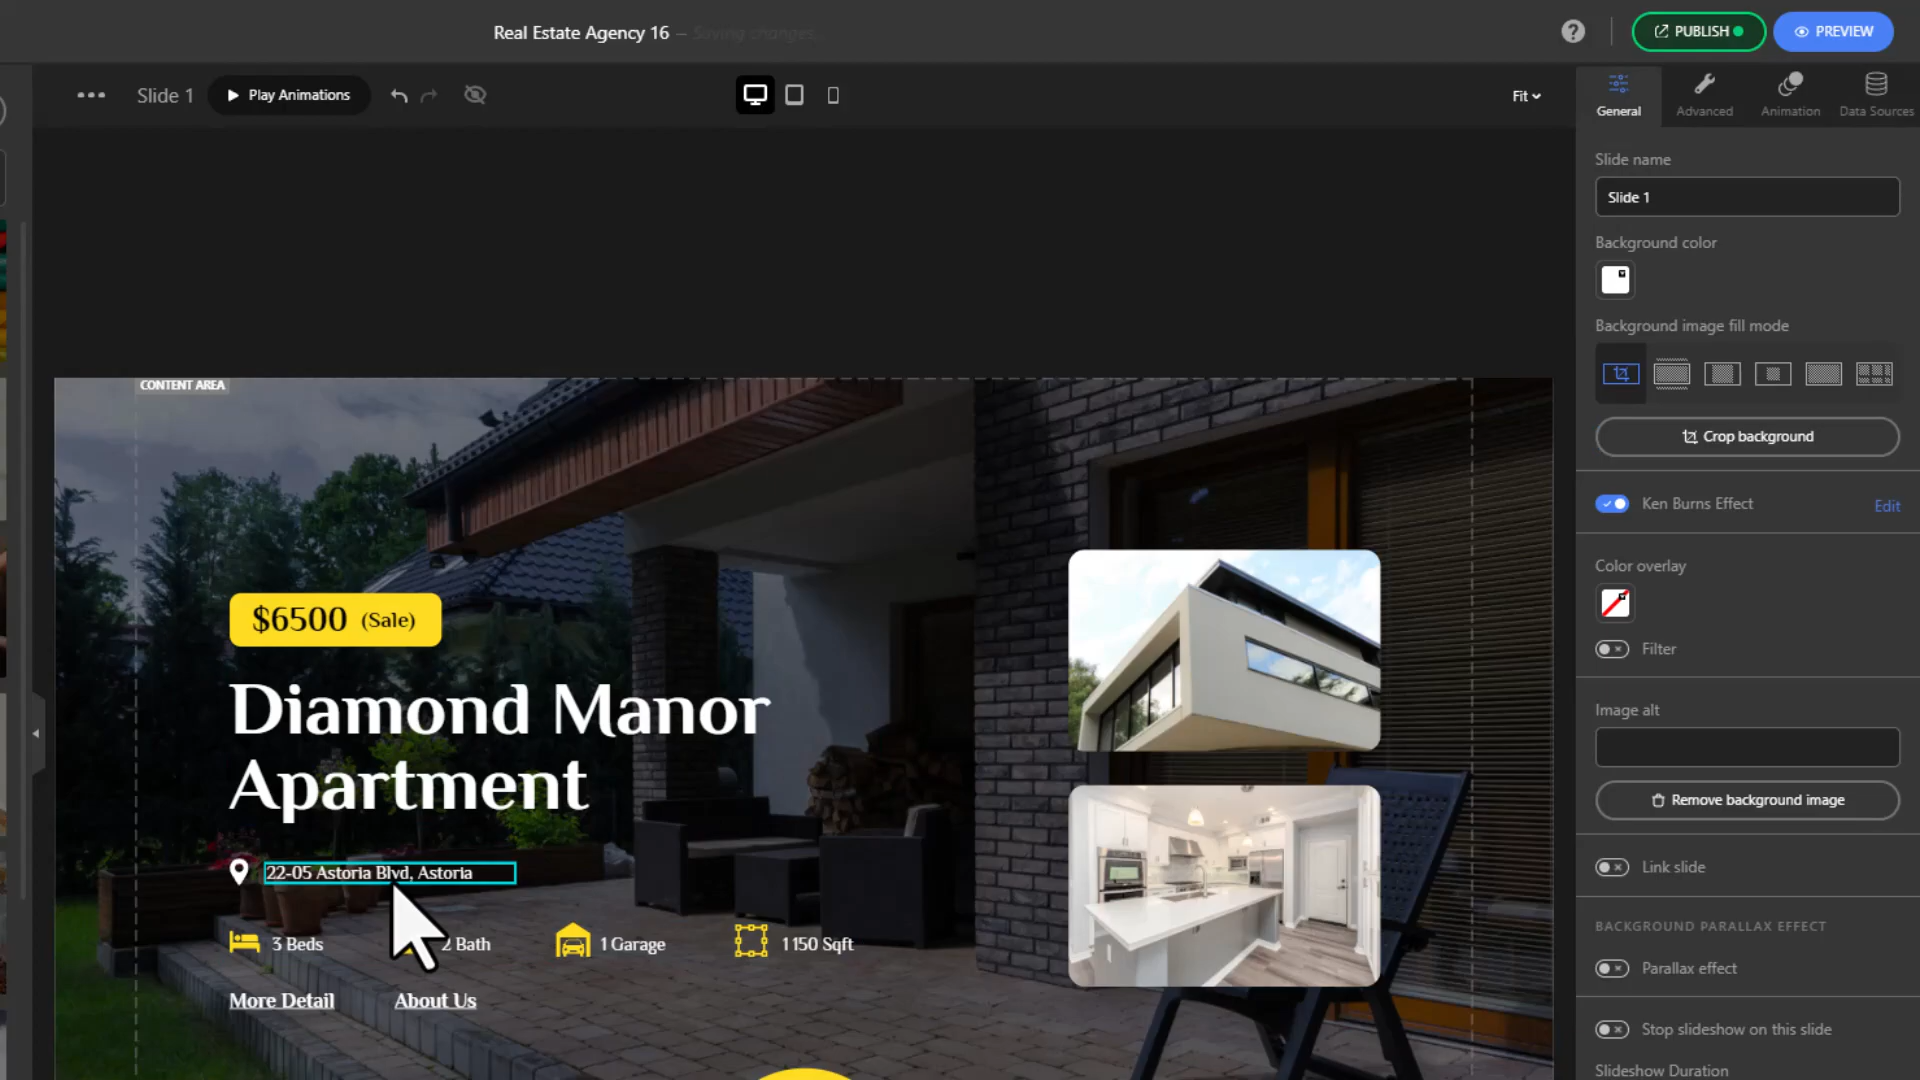 Real Estate Agency 16 – Saving changes...
PUBLISH
PREVIEW
Slide 1
Play Animations
Fit
General
Advanced
Animation
Data Sources
Slide name
Slide 1
Background color
Background image fill mode
Crop background
Ken Burns Effect
Edit
Color overlay
Filter
Image alt
Remove background image
Link slide
BACKGROUND PARALLAX EFFECT
Parallax effect
Stop slideshow on this slide
Slideshow Duration
CONTENT AREA
$6500 (Sale)
Diamond Manor
Apartment
22-05 Astoria Blvd, Astoria
3 Beds
2 Bath
1 Garage
1150 Sqft
More Detail
About Us